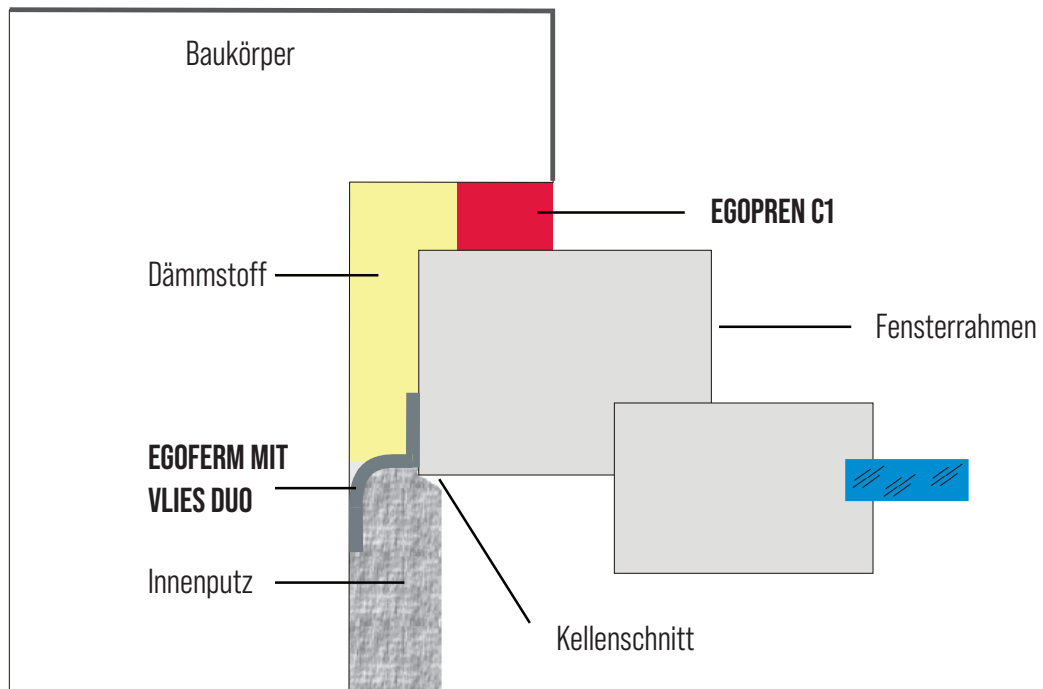 Baukörper
EGOPREN C1
Dämmstoff
Fensterrahmen
EGOFERM MIT
VLIES DUO
Innenputz
Kellenschnitt